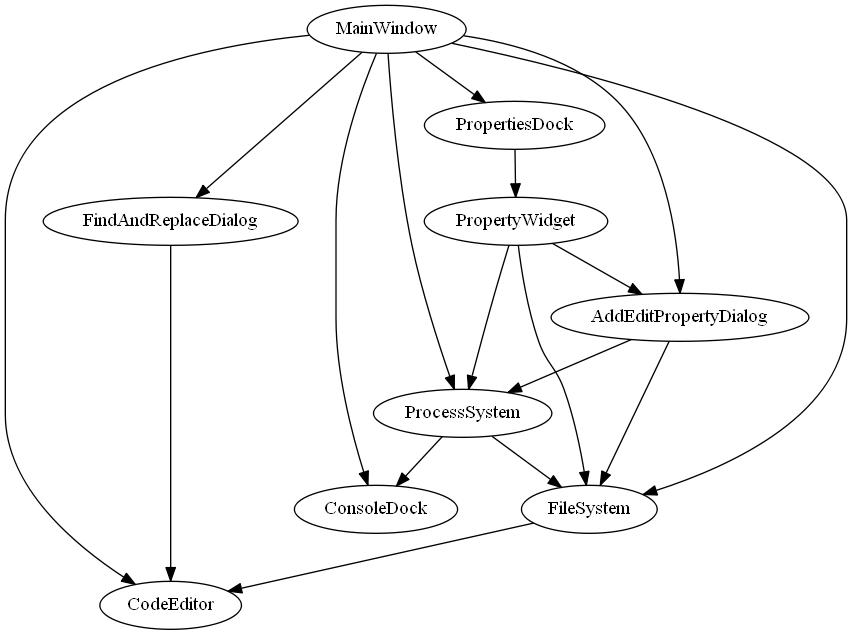 MainWindow
PropertiesDock
FindAndReplaceDialog
PropertyWidget
AddEditPropertyDialog
ProcessSystem
ConsoleDock
FileSystem
CodeEditor